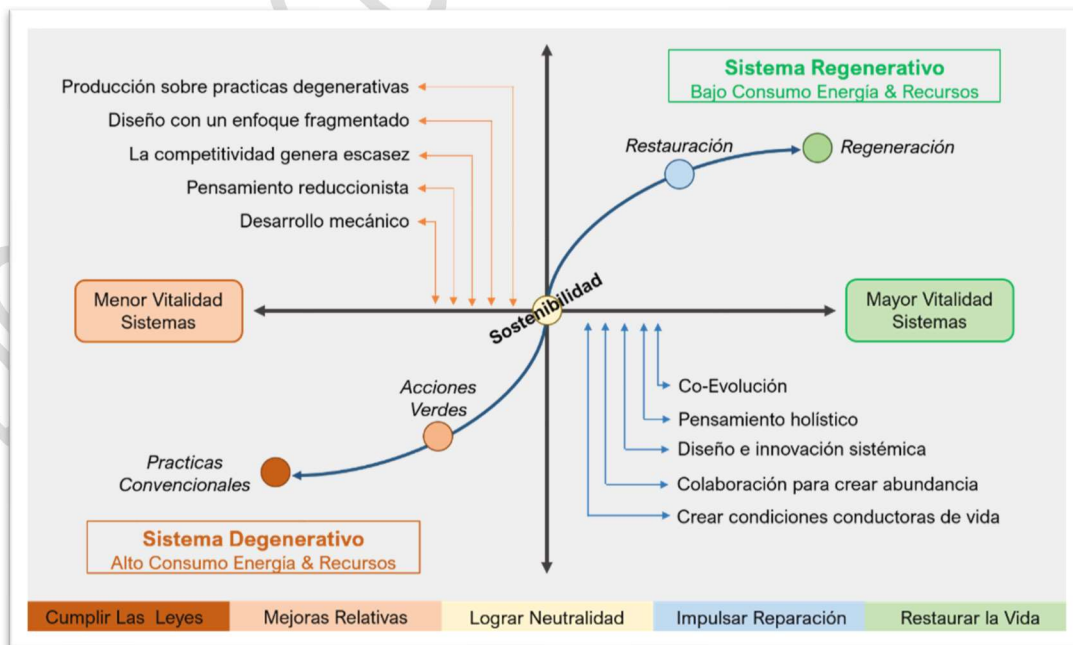 Sistema Regenerativo
Bajo Consumo Energía & Recursos
Producción sobre practicas degenerativas
Diseño con un enfoque fragmentado
La competitividad genera escasez
Pensamiento reduccionista
Desarrollo mecánico
Restauración
Regeneración
Menor Vitalidad
Sistemas
Sostenibilidad
Mayor Vitalidad
Sistemas
Acciones
Verdes
Practicas
Convencionales
Co-Evolución
Pensamiento holístico
Diseño e innovación sistémica
Colaboración para crear abundancia
Crear condiciones conductoras de vida
Sistema Degenerativo
Alto Consumo Energia & Recursos
Cumplir Las Leyes
Mejoras Relativas
Lograr Neutralidad
Impulsar Reparación
Restaurar la Vida